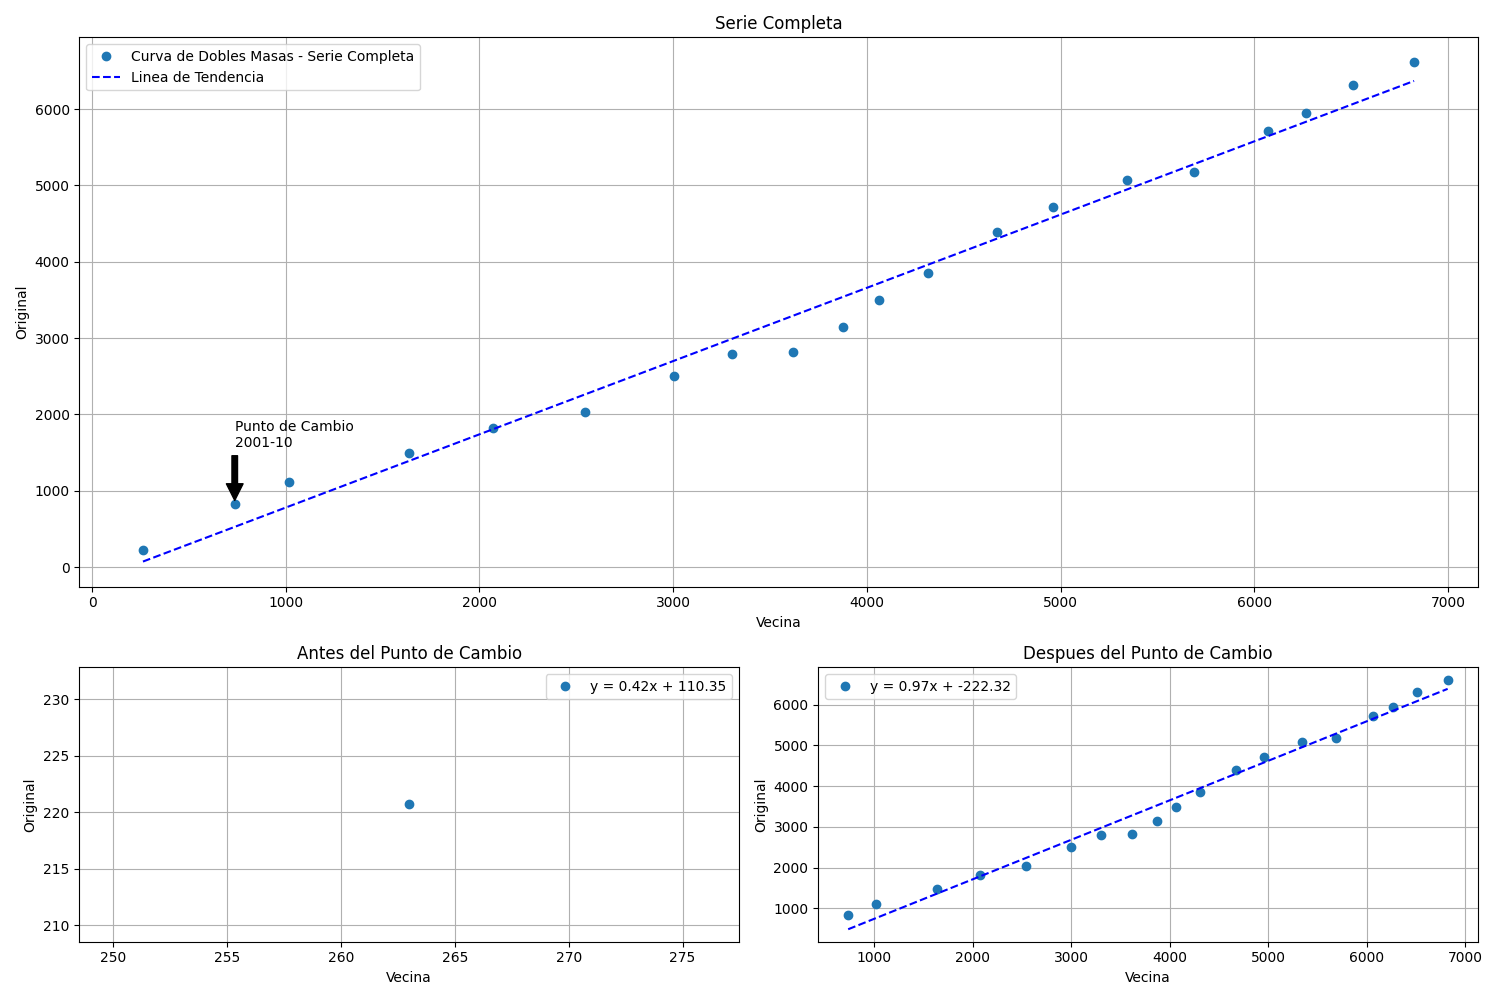 Serie Completa
Curva de Dobles Masas - Serie Completa
Linea de Tendencia
6000
5000
4000
3000
2000
1000
0
Original
Punto de Cambio
2001-10
0 1000 2000 3000 4000 5000 6000 7000
Vecina
Antes del Punto de Cambio
y = 0.42x + 110.35
230
225
220
215
210
Original
250 255 260 265 270 275
Vecina
Despues del Punto de Cambio
y = 0.97x + -222.32
6000
5000
4000
3000
2000
1000
Original
1000 2000 3000 4000 5000 6000 7000
Vecina